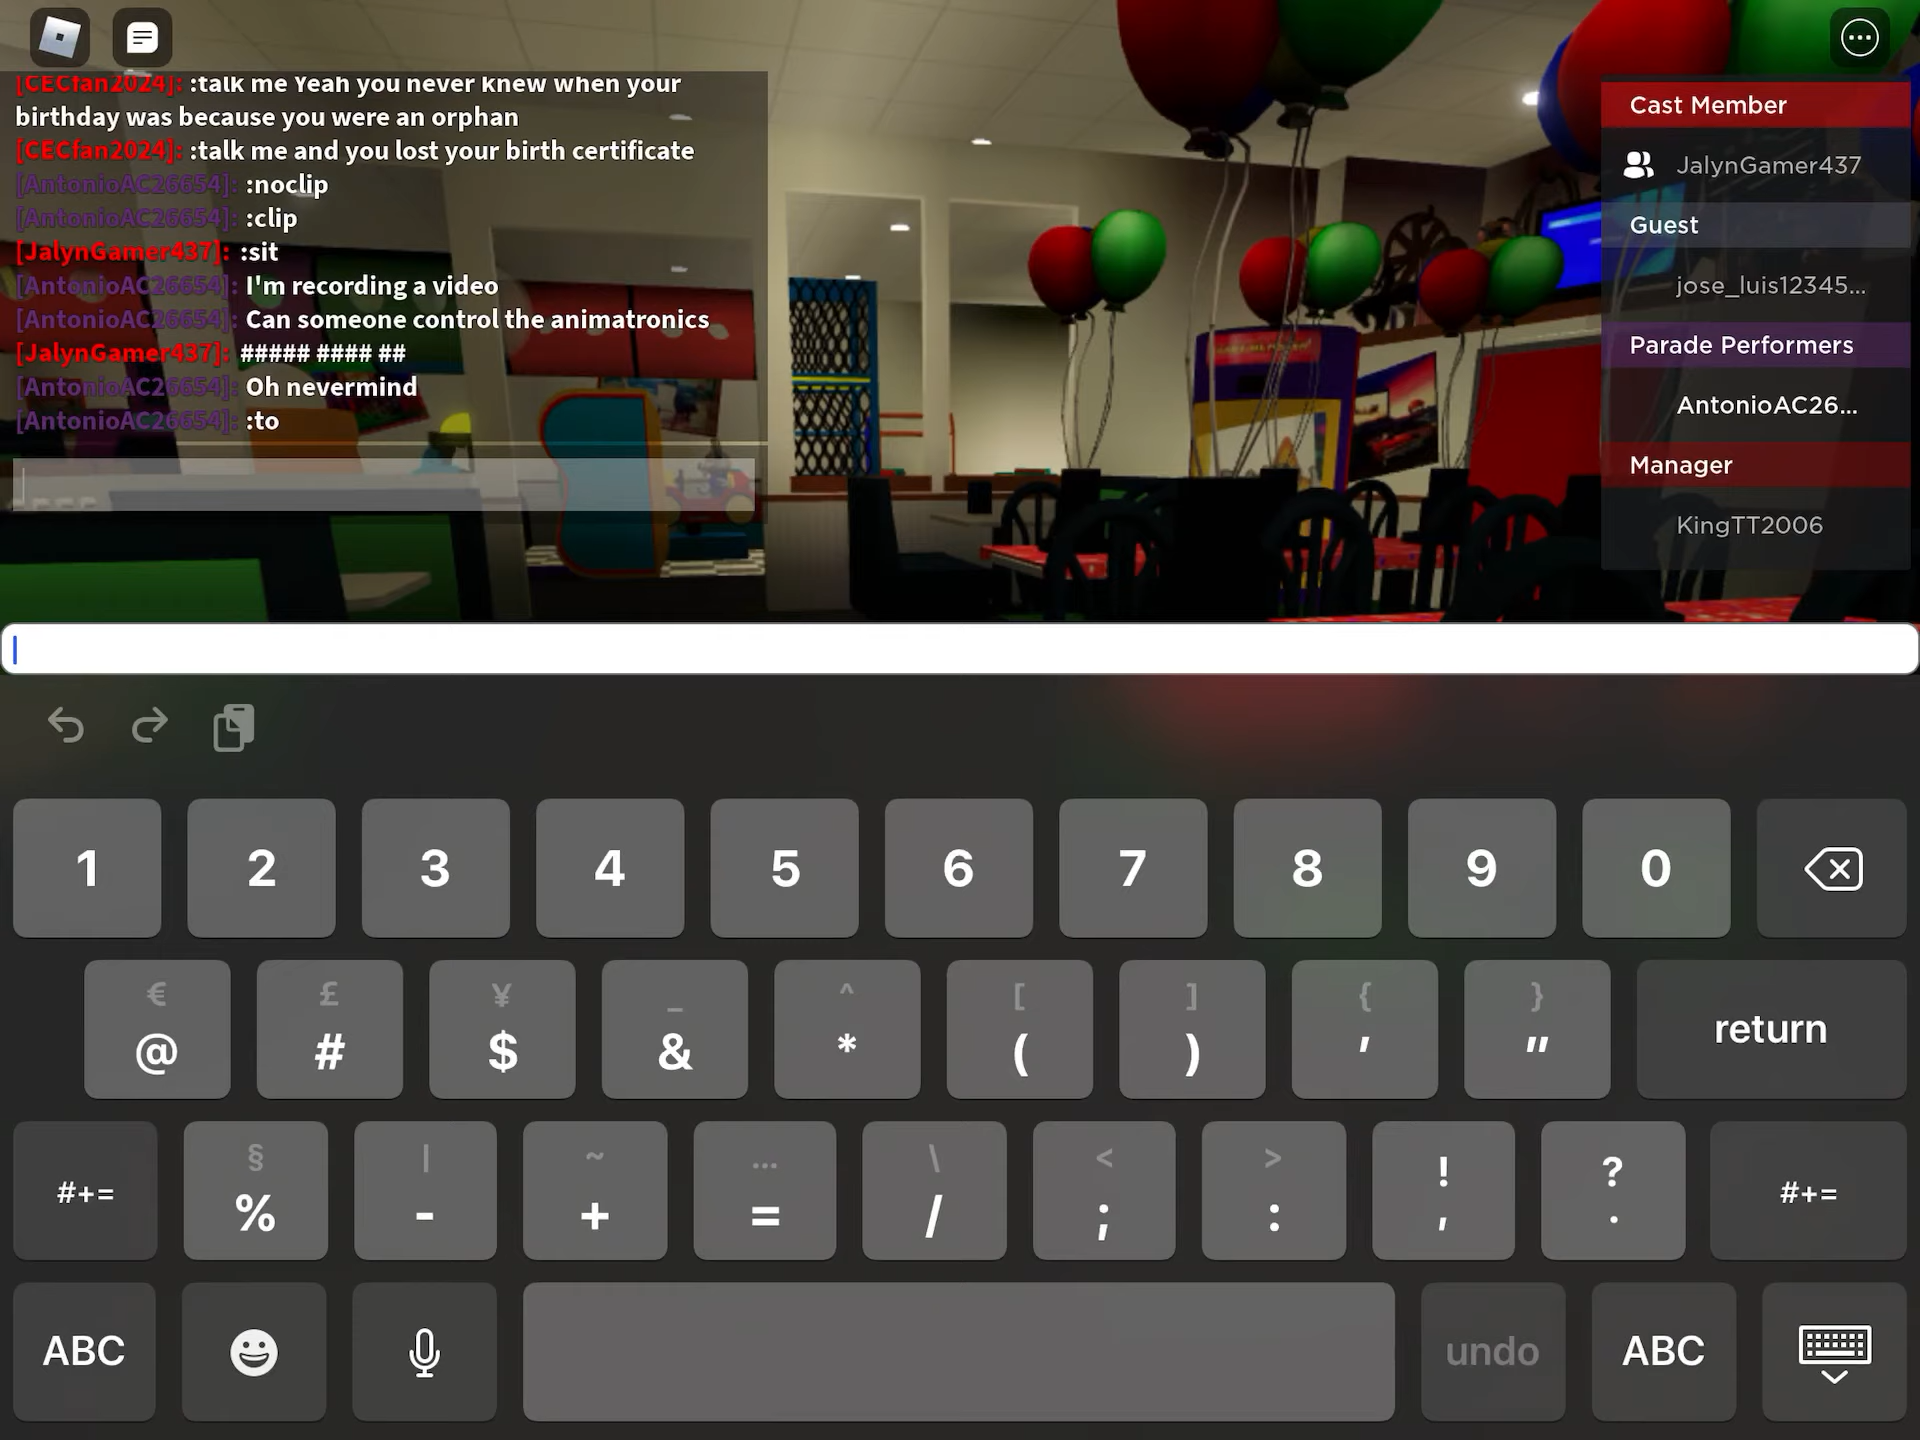 [CECfan2024]: :talk me Yeah you never knew when your
birthday was because you were an orphan
[CECfan2024]: :talk me and you lost your birth certificate
[AntonioAC26654]: :noclip
[AntonioAC26654]: :clip
[JalynGamer437]: :sit
[AntonioAC26654]: I'm recording a video
[AntonioAC26654]: Can someone control the animatronics
[JalynGamer437]: ##### #### ##
[AntonioAC26654]: Oh nevermind
[AntonioAC26654]: :to
Cast Member
JalynGamer437
Guest
jose_luis12345...
Parade Performers
AntonioAC26...
Manager
KingTT2006
1 2 3 4 5 6 7 8 9 0
€ £ ¥ _ ^ [ ] { }
@ # $ & * ( ) ' " return
§ | ~ … \ < > ! ?
#+= % - + = / ; : , . #+=
ABC undo ABC